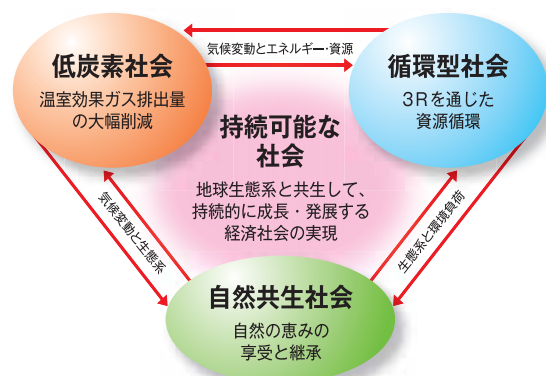 気候変動とエネルギー・資源
低炭素社会
温室効果ガス排出量
の大幅削減
循環型社会
3Rを通じた
資源循環
持続可能な
社会
地球生態系と共生して、
持続的に成長・発展する
経済社会の実現
気候変動と生態系
生態系と環境負荷
自然共生社会
自然の恵みの
享受と継承